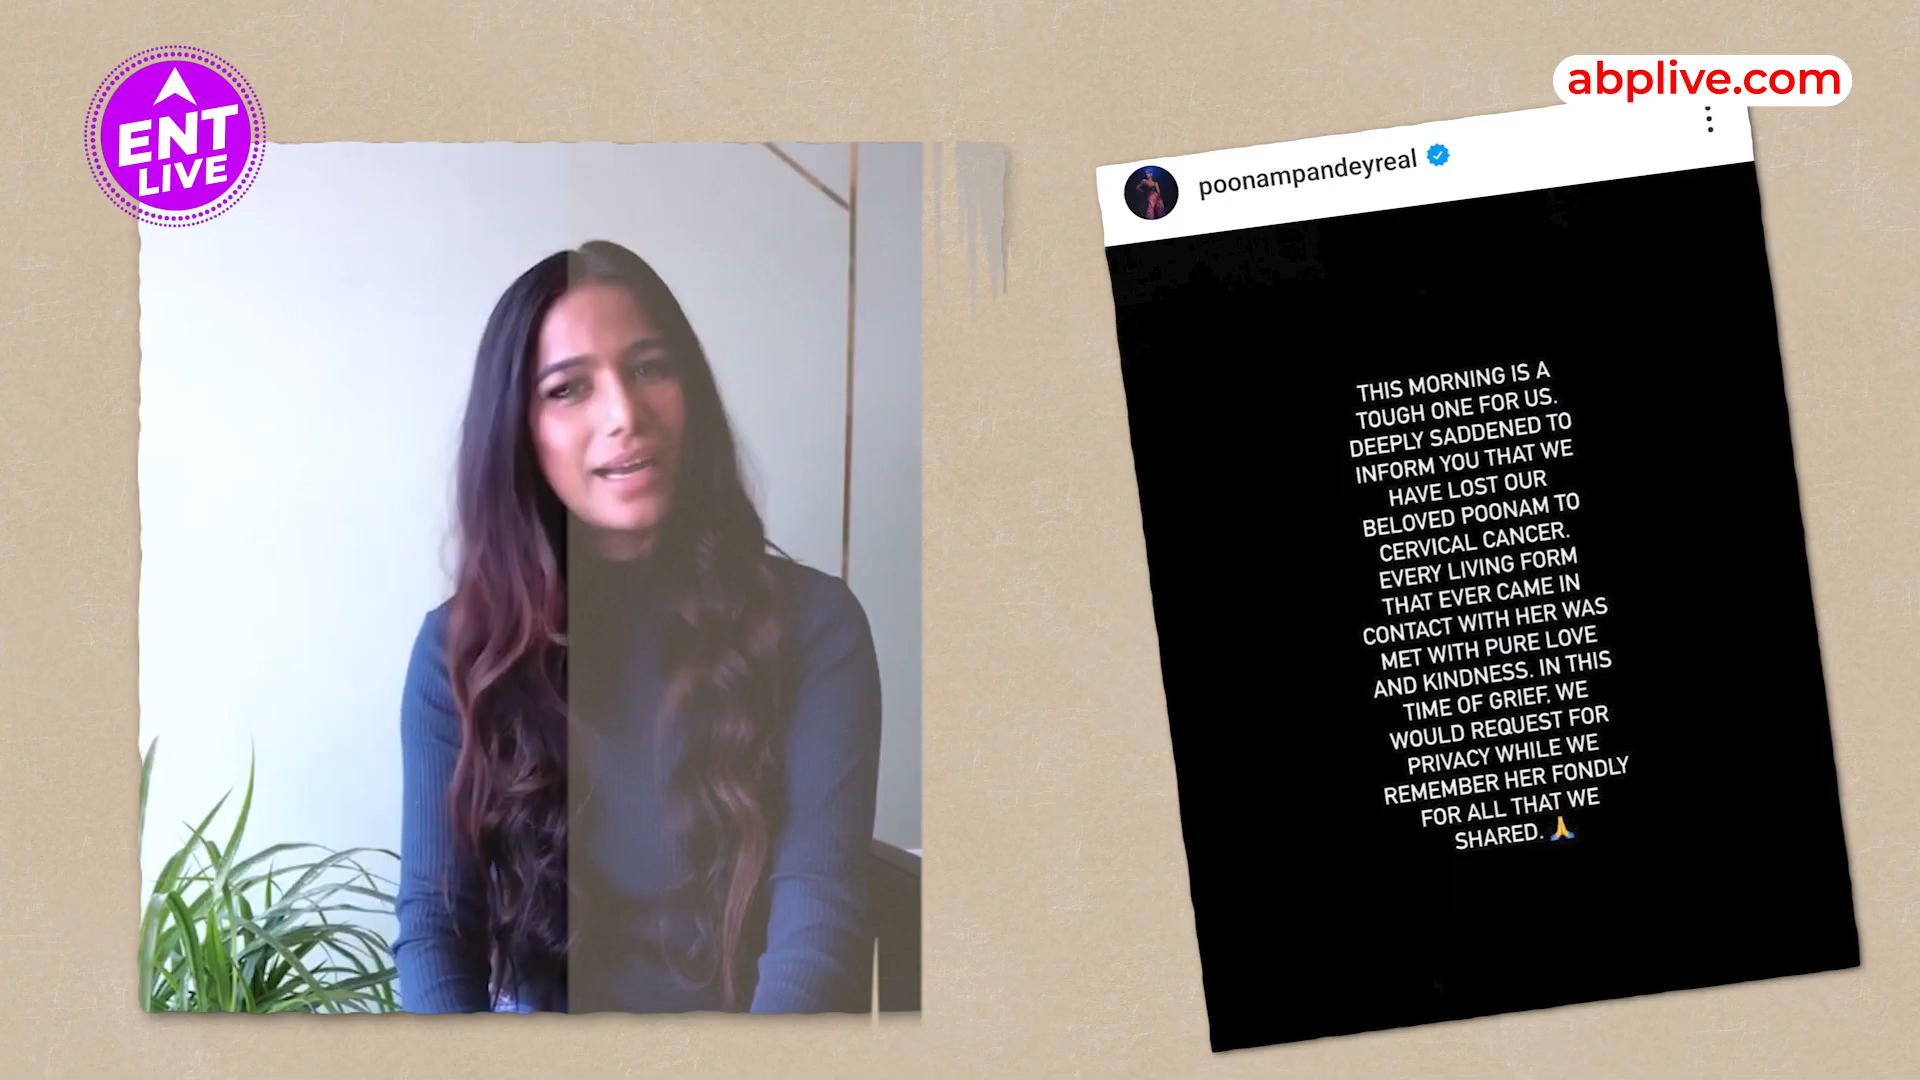 ENT
LIVE
abplive.com
poonampandeyreal
THIS MORNING IS A
TOUGH ONE FOR US.
DEEPLY SADDENED TO
INFORM YOU THAT WE
HAVE LOST OUR
BELOVED POONAM TO
CERVICAL CANCER.
EVERY LIVING FORM
THAT EVER CAME IN
CONTACT WITH HER WAS
MET WITH PURE LOVE
AND KINDNESS. IN THIS
TIME OF GRIEF, WE
WOULD REQUEST FOR
PRIVACY WHILE WE
REMEMBER HER FONDLY
FOR ALL THAT WE
SHARED. 🙏